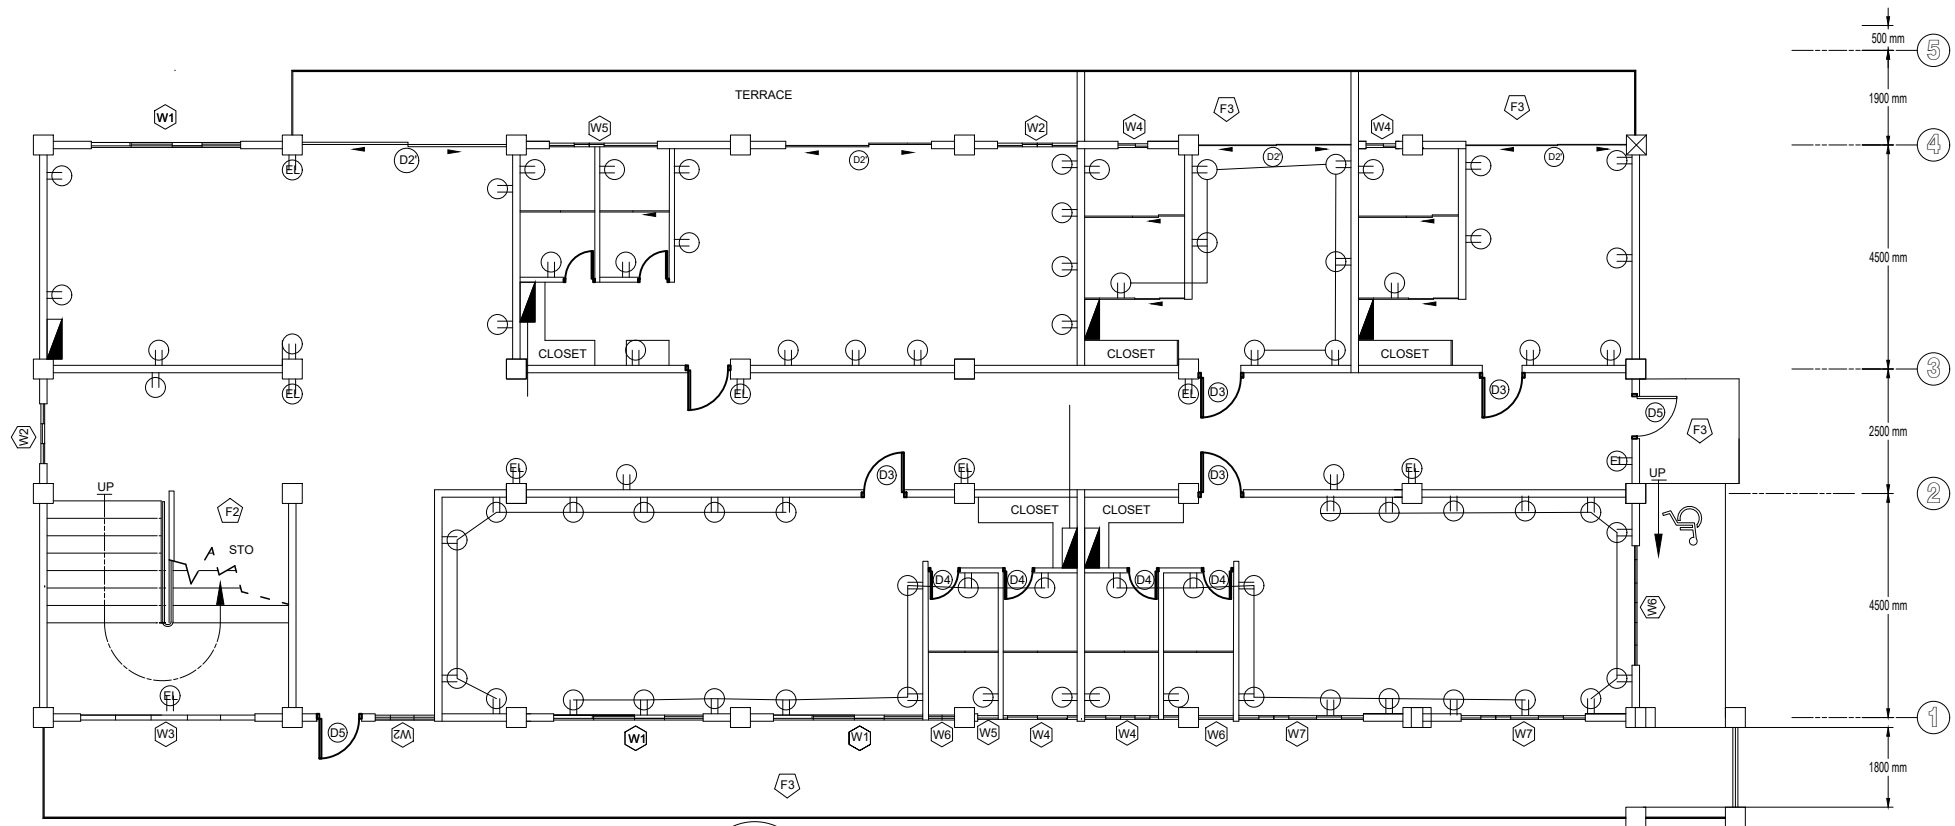 500 mm
5
TERRACE
1900 mm
F3
F3
W1
W5
W2
W4
W4
4
D2'
D2'
D2'
D2'
EL
4500 mm
CLOSET
CLOSET
CLOSET
3
EL
EL
EL
D3
D3
D5
F3
W2
2500 mm
EL
EL
EL
EL
D3
D3
UP
UP
2
F2
CLOSET
CLOSET
STO
D4
D4
D4
D4
W6
4500 mm
EL
1
W3
D5
W2
W1
W1
W6
W5
W4
W4
W6
W7
W7
1800 mm
F3